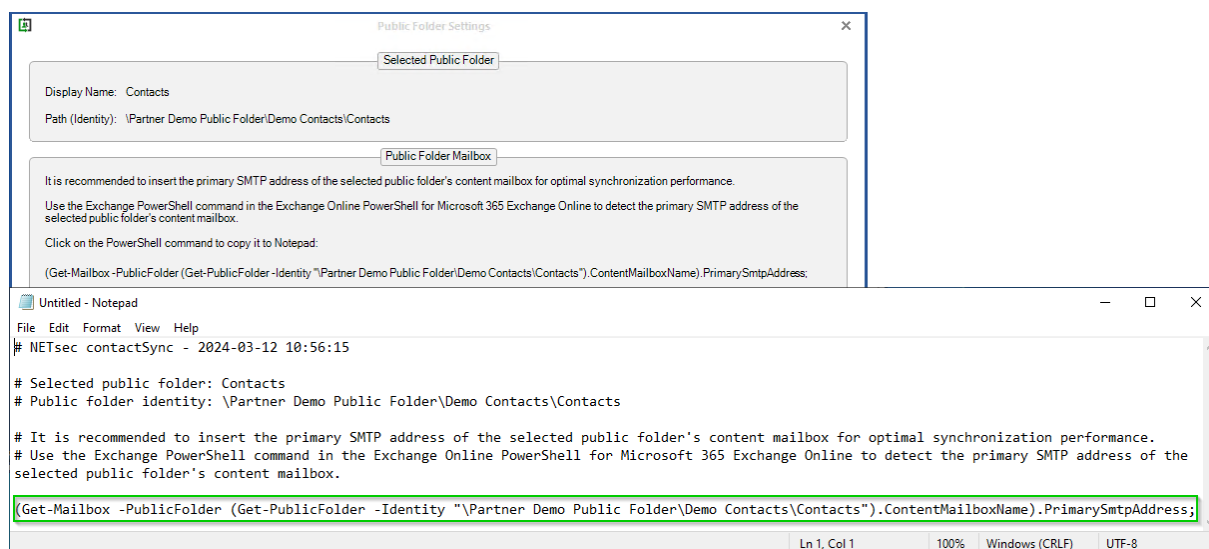 Public Folder Settings
Selected Public Folder
Display Name: Contacts
Path (Identity): \Partner Demo Public Folder\Demo Contacts\Contacts
Public Folder Mailbox
It is recommended to insert the primary SMTP address of the selected public folder's content mailbox for optimal synchronization performance.
Use the Exchange PowerShell command in the Exchange Online PowerShell for Microsoft 365 Exchange Online to detect the primary SMTP address of the
selected public folder's content mailbox.
Click on the PowerShell command to copy it to Notepad:
(Get-Mailbox -PublicFolder (Get-PublicFolder -Identity "\Partner Demo Public Folder\Demo Contacts\Contacts").ContentMailboxName).PrimarySmtpAddress;
Untitled - Notepad
File Edit Format View Help
# NETsec contactSync - 2024-03-12 10:56:15
# Selected public folder: Contacts
# Public folder identity: \Partner Demo Public Folder\Demo Contacts\Contacts
# It is recommended to insert the primary SMTP address of the selected public folder's content mailbox for optimal synchronization performance.
# Use the Exchange PowerShell command in the Exchange Online PowerShell for Microsoft 365 Exchange Online to detect the primary SMTP address of the
selected public folder's content mailbox.
(Get-Mailbox -PublicFolder (Get-PublicFolder -Identity "\Partner Demo Public Folder\Demo Contacts\Contacts").ContentMailboxName).PrimarySmtpAddress;
Ln 1, Col 1 100% Windows (CRLF) UTF-8